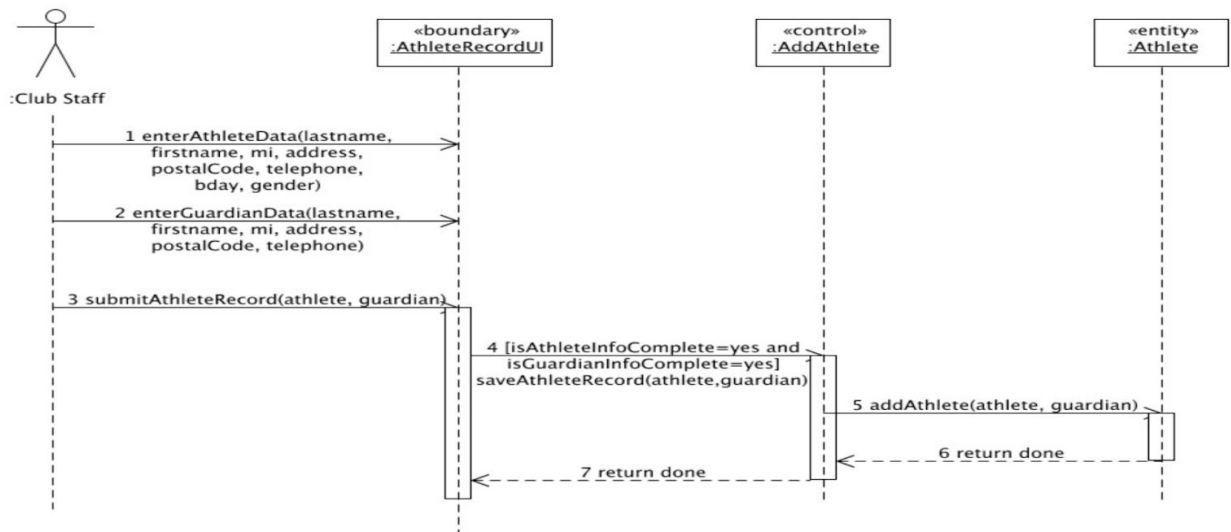 «boundary»
:AthleteRecordUI
«control»
:AddAthlete
«entity»
:Athlete
:Club Staff
1 enterAthleteData(lastname,
firstname, mi, address,
postalCode, telephone,
bday, gender)
2 enterGuardianData(lastname,
firstname, mi, address,
postalCode, telephone)
3 submitAthleteRecord(athlete, guardian)
4 [isAthleteInfoComplete=yes and
isGuardianInfoComplete=yes]
saveAthleteRecord(athlete,guardian)
5 addAthlete(athlete, guardian)
6 return done
7 return done